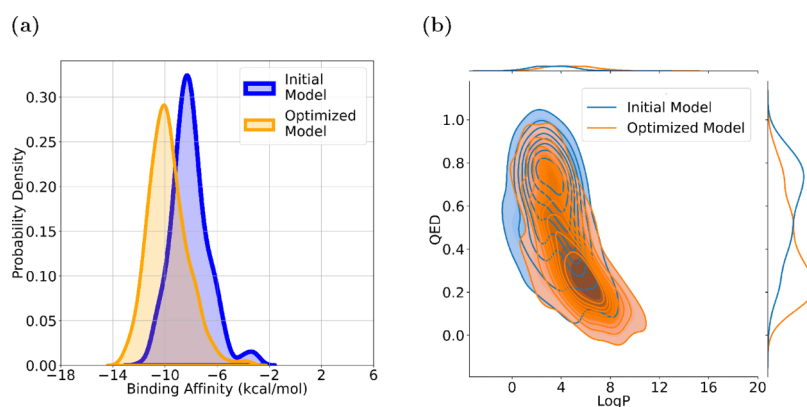 (a)
(b)
Probability Density
0.30
0.25
0.20
0.15
0.10
0.05
0.00
−18
−14
−10
−6
−2
2
6
Binding Affinity (kcal/mol)
Initial
Model
Optimized
Model
QED
1.0
0.8
0.6
0.4
0.2
0.0
0
4
8
12
16
20
LogP
Initial Model
Optimized Model